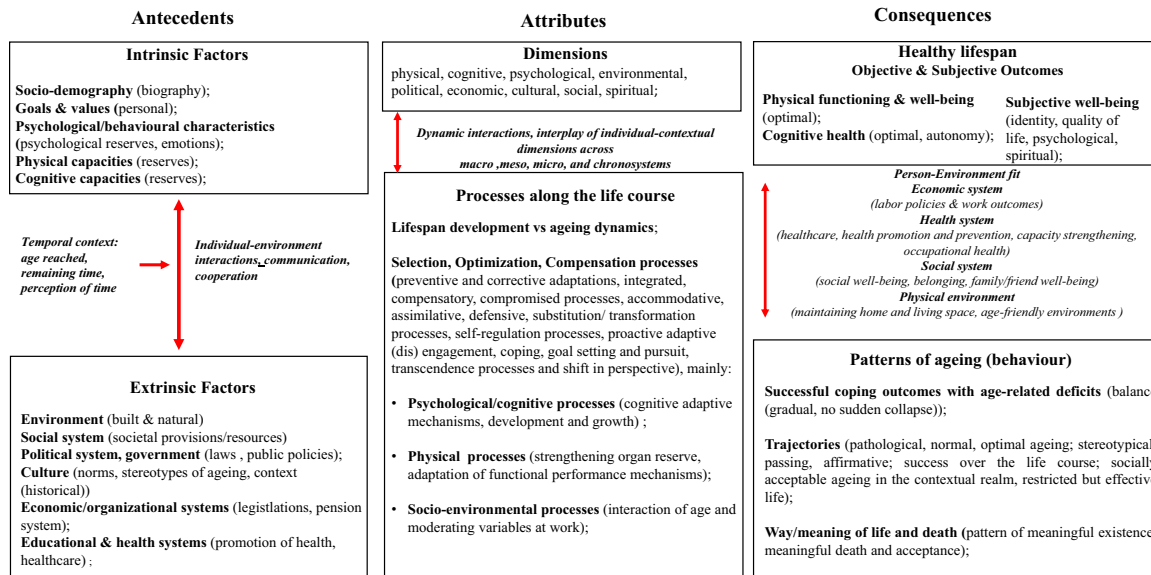 Antecedents
Intrinsic Factors
Socio-demography (biography);
Goals & values (personal);
Psychological/behavioural characteristics
(psychological reserves, emotions);
Physical capacities (reserves);
Cognitive capacities (reserves);
Temporal context:
age reached,
remaining time,
perception of time
Individual-environment
interactions, communication,
cooperation
Extrinsic Factors
Environment (built & natural)
Social system (societal provisions/resources)
Political system, government (laws , public policies);
Culture (norms, stereotypes of ageing, context
(historical))
Economic/organizational systems (legistlations, pension
system);
Educational & health systems (promotion of health,
healthcare) ;
Attributes
Dimensions
physical, cognitive, psychological, environmental,
political, economic, cultural, social, spiritual;
Dynamic interactions, interplay of individual-contextual
dimensions across
macro ,meso, micro, and chronosystems
Processes along the life course
Lifespan development vs ageing dynamics;
Selection, Optimization, Compensation processes
(preventive and corrective adaptations, integrated,
compensatory, compromised processes, accommodative,
assimilative, defensive, substitution/ transformation
processes, self-regulation processes, proactive adaptive
(dis) engagement, coping, goal setting and pursuit,
transcendence processes and shift in perspective), mainly:
• Psychological/cognitive processes (cognitive adaptive
mechanisms, development and growth) ;
• Physical processes (strengthening organ reserve,
adaptation of functional performance mechanisms);
• Socio-environmental processes (interaction of age and
moderating variables at work);
Consequences
Healthy lifespan
Objective & Subjective Outcomes
Physical functioning & well-being
(optimal);
Cognitive health (optimal, autonomy);
Subjective well-being
(identity, quality of
life, psychological,
spiritual);
Person-Environment fit
Economic system
(labor policies & work outcomes)
Health system
(healthcare, health promotion and prevention, capacity strengthening,
occupational health)
Social system
(social well-being, belonging, family/friend well-being)
Physical environment
(maintaining home and living space, age-friendly environments )
Patterns of ageing (behaviour)
Successful coping outcomes with age-related deficits (balance
(gradual, no sudden collapse));
Trajectories (pathological, normal, optimal ageing; stereotypical
passing, affirmative; success over the life course; socially
acceptable ageing in the contextual realm, restricted but effective
life);
Way/meaning of life and death (pattern of meaningful existence,
meaningful death and acceptance);